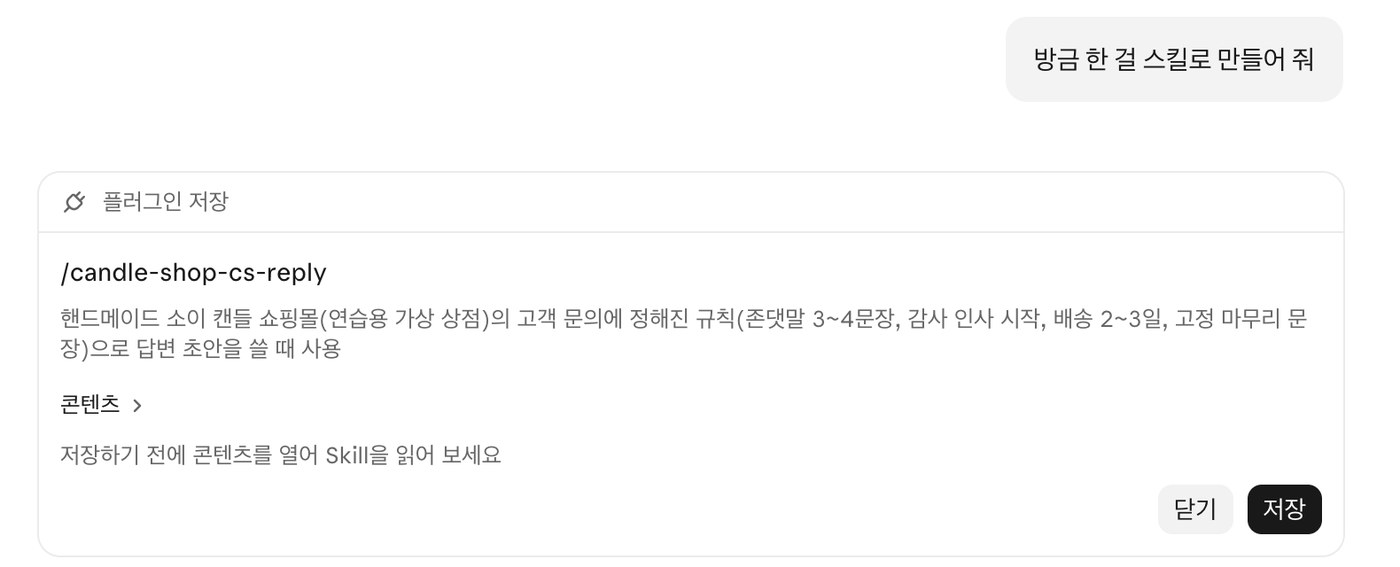 방금 한 걸 스킬로 만들어 줘
플러그인 저장
/candle-shop-cs-reply
핸드메이드 소이 캔들 쇼핑몰(연습용 가상 상점)의 고객 문의에 정해진 규칙(존댓말 3~4문장, 감사 인사 시작, 배송 2~3일, 고정 마무리 문
장)으로 답변 초안을 쓸 때 사용
콘텐츠 >
저장하기 전에 콘텐츠를 열어 Skill을 읽어 보세요
닫기 저장